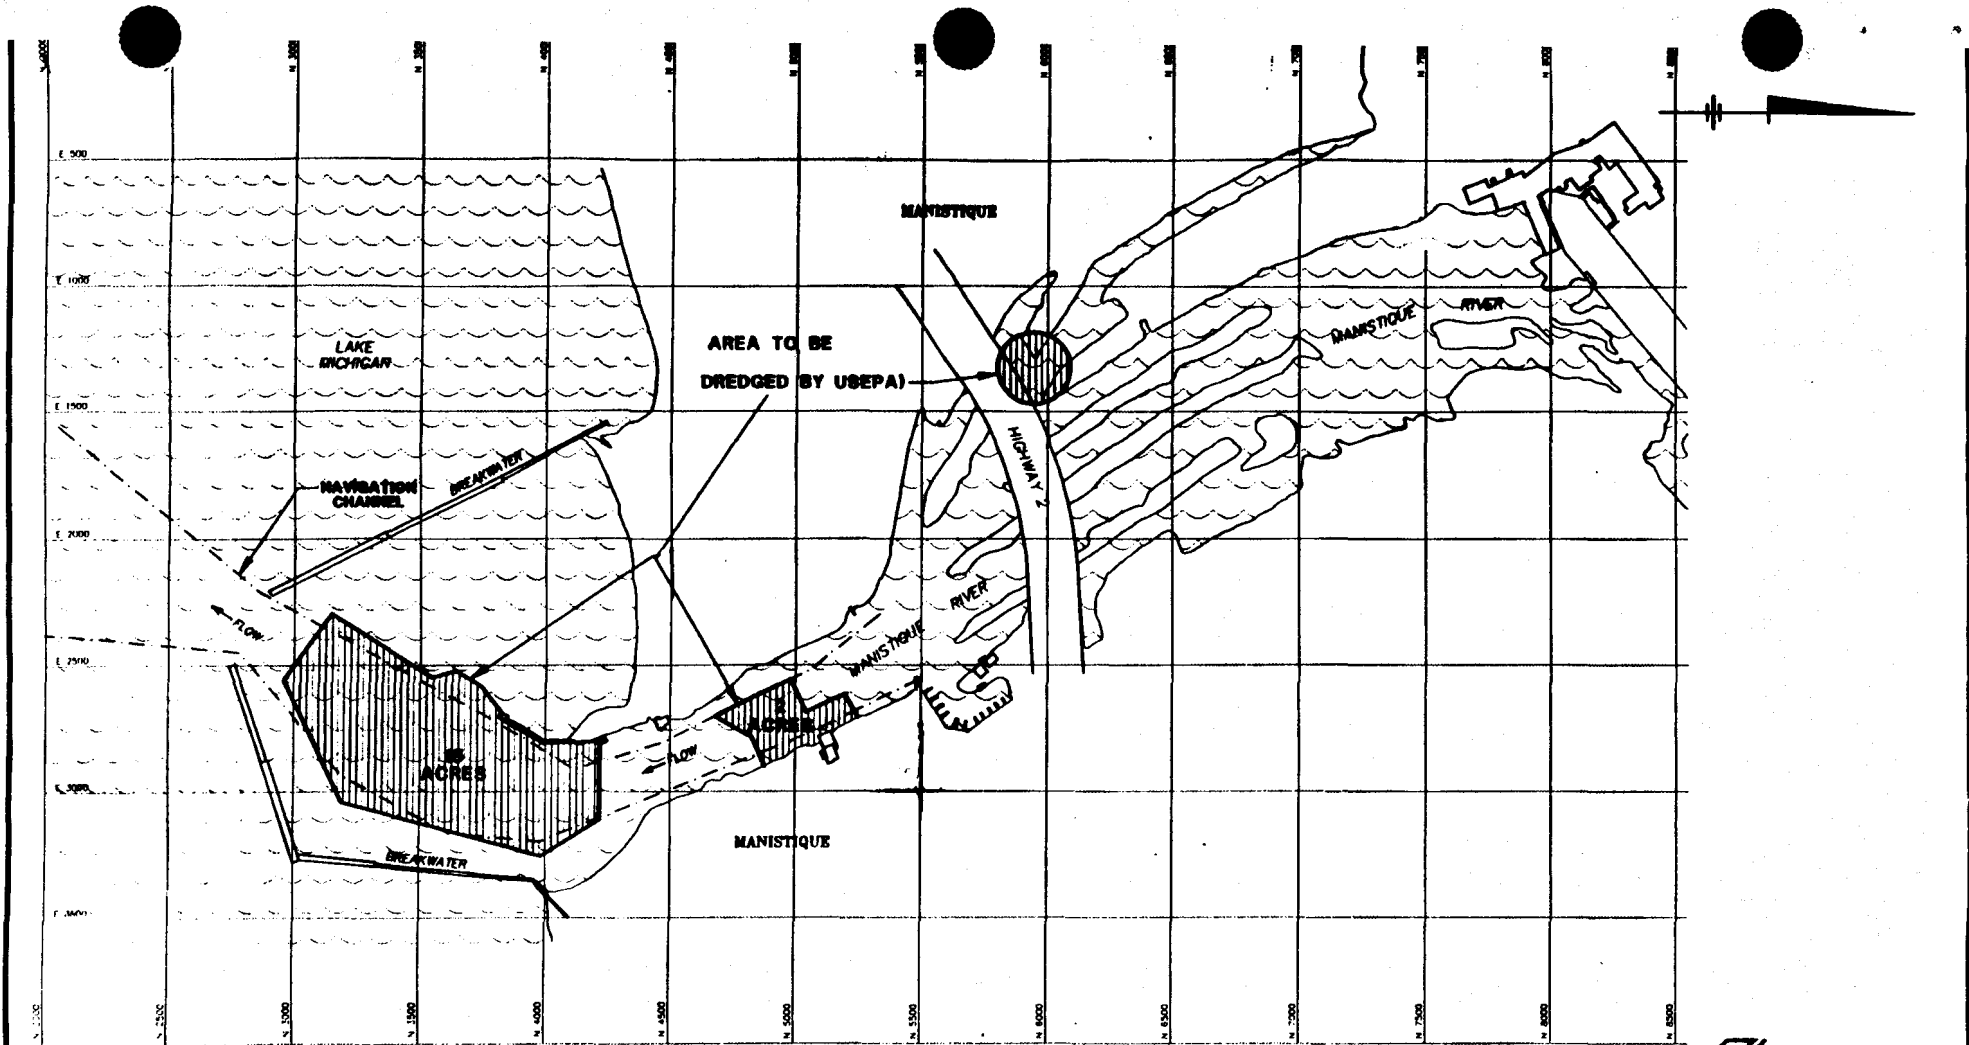 N 4000
E 500
E 1000
E 1500
E 2000
E 2500
E 3000
MANISTIQUE
LAKE
MICHIGAN
AREA TO BE
DREDGED (BY USEPA)
MANISTIQUE RIVER
HIGHWAY 2
BREAKWATER
NAVIGATION
CHANNEL
FLOW
MANISTIQUE RIVER
ACRES
FLOW
ACRES
BREAKWATER
MANISTIQUE
N 3000
N 3500
N 4000
N 4500
N 5000
N 5500
N 6000
N 6500
N 7000
N 7500
N 8000
N 8500